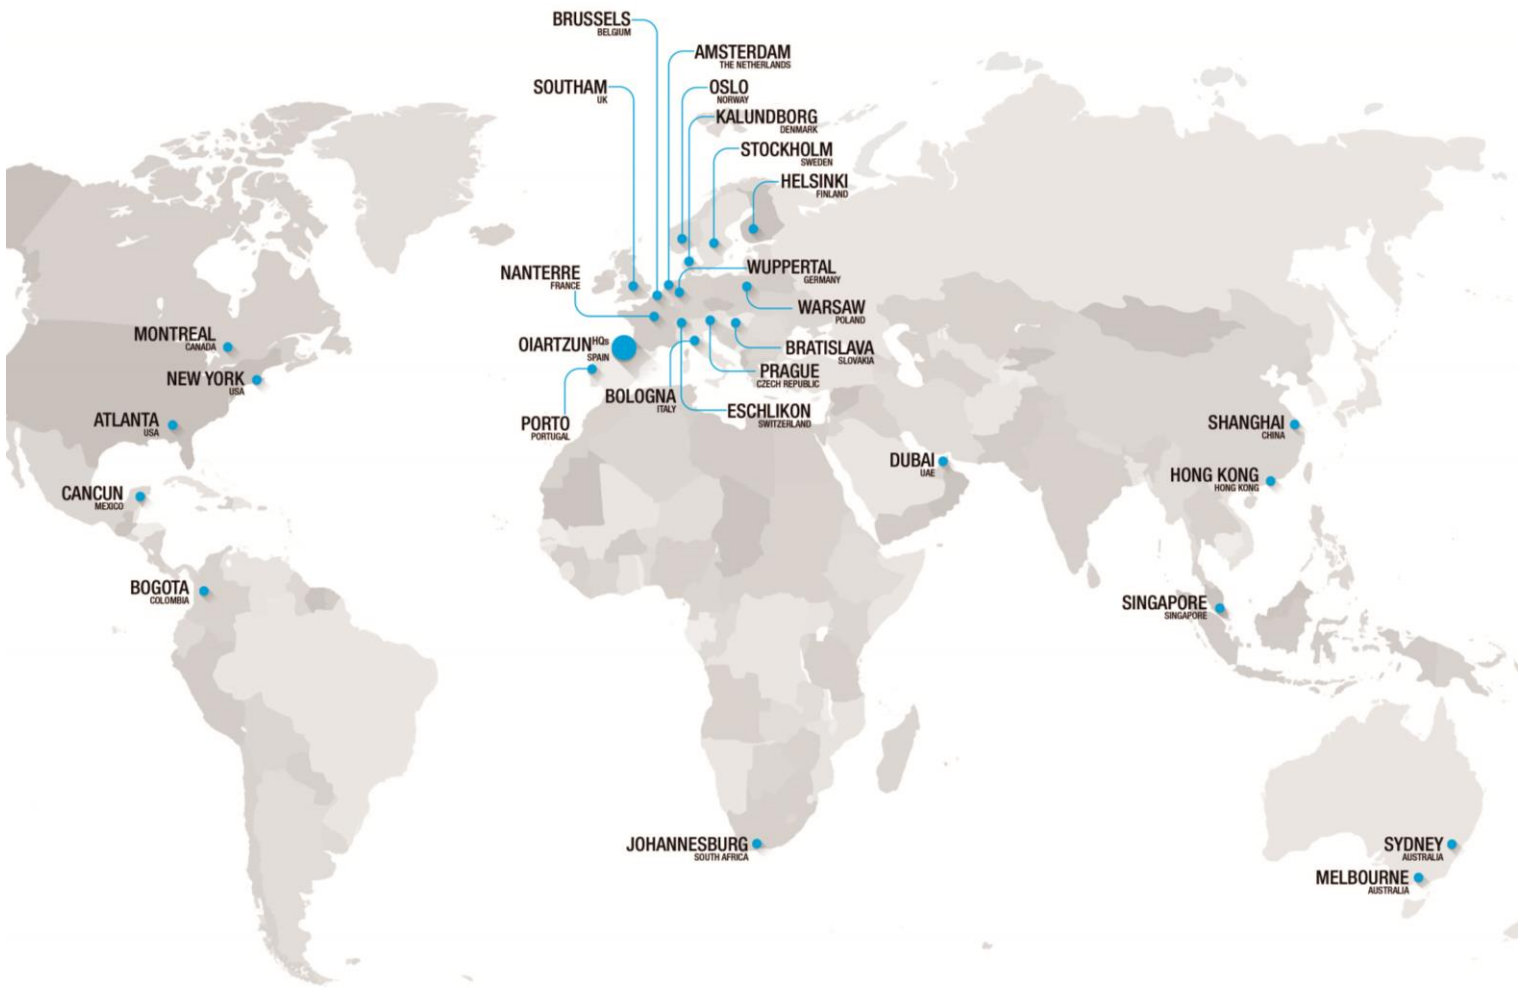 BRUSSELS
BELGIUM
AMSTERDAM
THE NETHERLANDS
SOUTHAM
UK
OSLO
NORWAY
KALUNDBORG
DENMARK
STOCKHOLM
SWEDEN
HELSINKI
FINLAND
NANTERRE
FRANCE
WUPPERTAL
GERMANY
WARSAW
POLAND
MONTREAL
CANADA
OIARTZUN HQs
SPAIN
BRATISLAVA
SLOVAKIA
NEW YORK
USA
PRAGUE
CZECH REPUBLIC
BOLOGNA
ITALY
ATLANTA
USA
PORTO
PORTUGAL
ESCHLIKON
SWITZERLAND
SHANGHAI
CHINA
DUBAI
UAE
HONG KONG
HONG KONG
CANCUN
MEXICO
BOGOTA
COLOMBIA
SINGAPORE
SINGAPORE
JOHANNESBURG
SOUTH AFRICA
SYDNEY
AUSTRALIA
MELBOURNE
AUSTRALIA